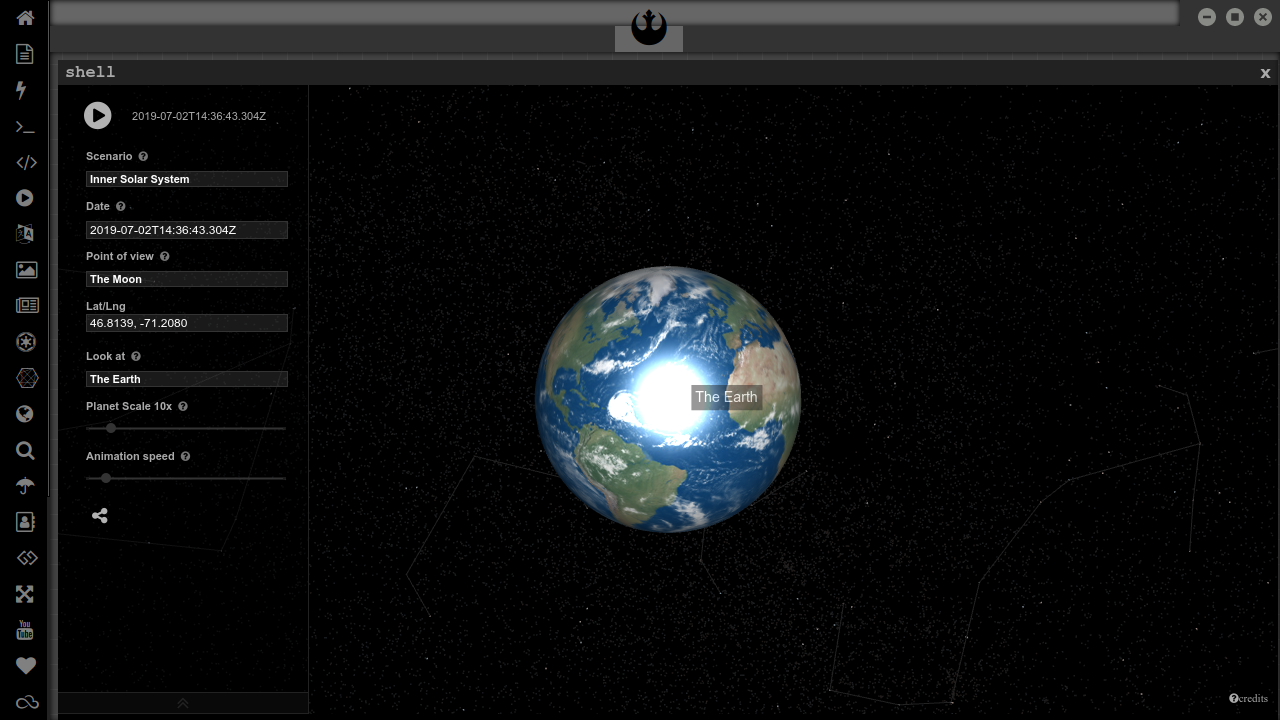 shell
x
2019-07-02T14:36:43.304Z
Scenario
Inner Solar System
Date
2019-07-02T14:36:43.304Z
Point of view
The Moon
Lat/Lng
46.8139, -71.2080
Look at
The Earth
Planet Scale 10x
Animation speed
The Earth
You
Tube
credits